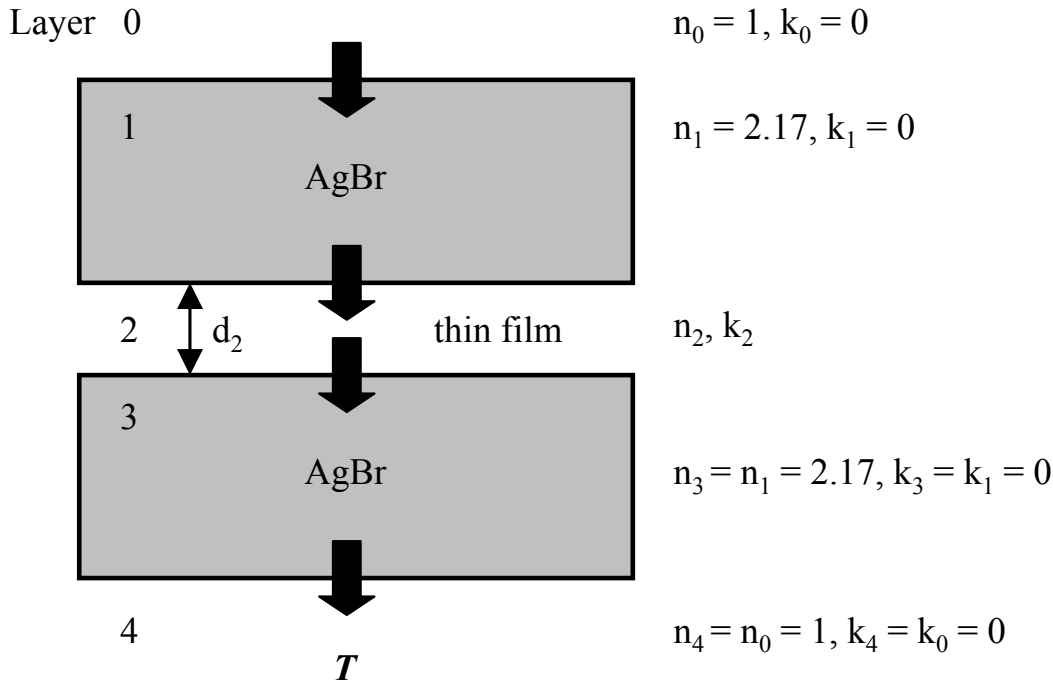 Layer 0 n₀ = 1, k₀ = 0
1 n₁ = 2.17, k₁ = 0
AgBr
2 d₂ thin film n₂, k₂
3
AgBr n₃ = n₁ = 2.17, k₃ = k₁ = 0
4 n₄ = n₀ = 1, k₄ = k₀ = 0
T